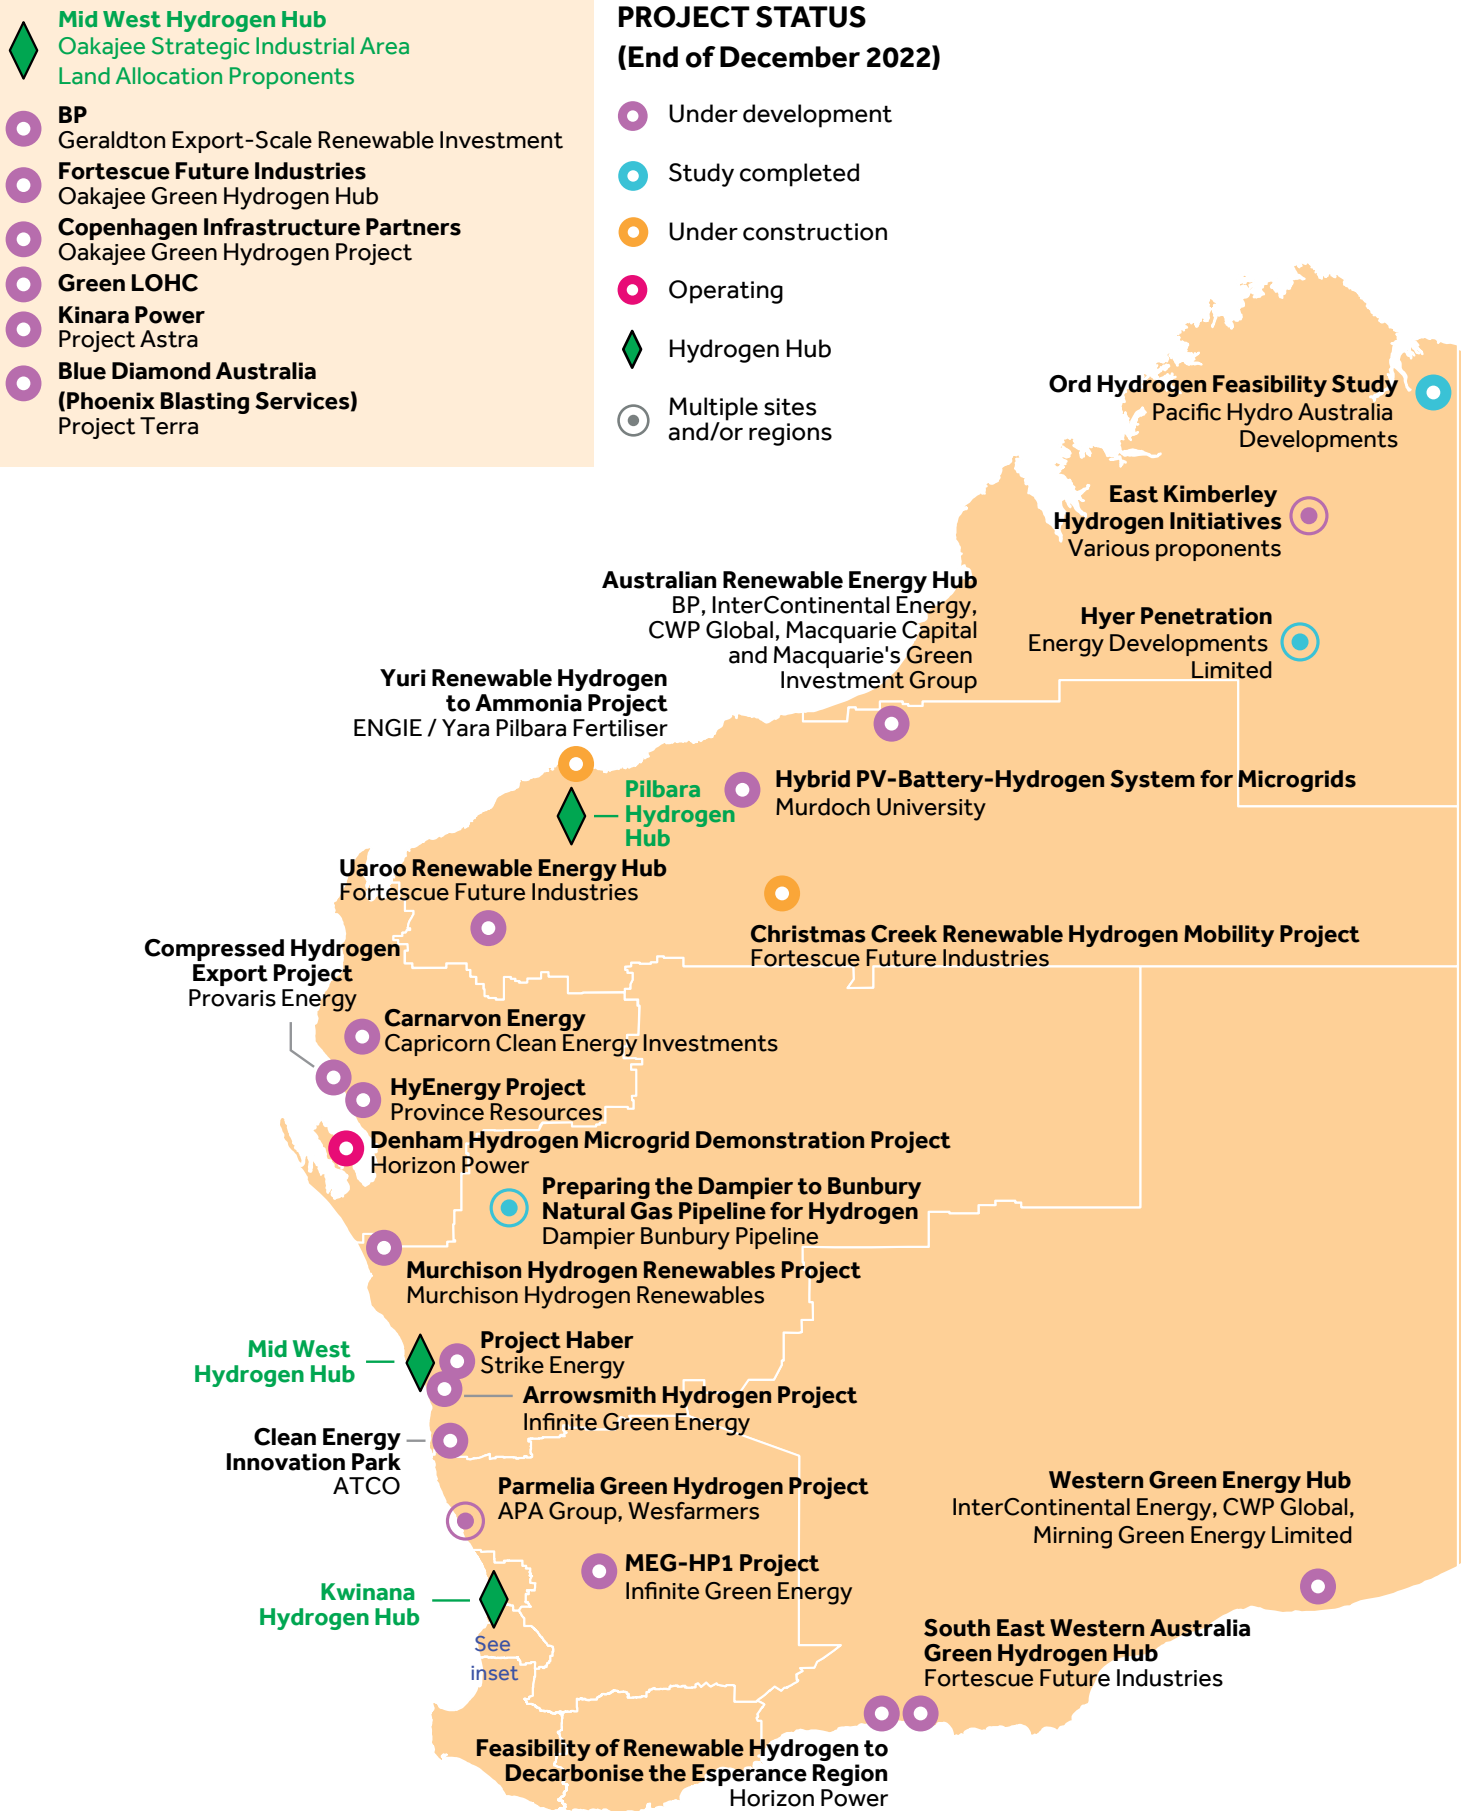 Mid West Hydrogen Hub
Oakajee Strategic Industrial Area
Land Allocation Proponents
BP
Geraldton Export-Scale Renewable Investment
Fortescue Future Industries
Oakajee Green Hydrogen Hub
Copenhagen Infrastructure Partners
Oakajee Green Hydrogen Project
Green LOHC
Kinara Power
Project Astra
Blue Diamond Australia
(Phoenix Blasting Services)
Project Terra
PROJECT STATUS
(End of December 2022)
Under development
Study completed
Under construction
Operating
Hydrogen Hub
Multiple sites
and/or regions
Ord Hydrogen Feasibility Study
Pacific Hydro Australia
Developments
East Kimberley
Hydrogen Initiatives
Various proponents
Australian Renewable Energy Hub
BP, InterContinental Energy,
CWP Global, Macquarie Capital
and Macquarie's Green
Investment Group
Hyer Penetration
Energy Developments
Limited
Yuri Renewable Hydrogen
to Ammonia Project
ENGIE / Yara Pilbara Fertiliser
Pilbara
Hydrogen
Hub
Hybrid PV-Battery-Hydrogen System for Microgrids
Murdoch University
Uaroo Renewable Energy Hub
Fortescue Future Industries
Christmas Creek Renewable Hydrogen Mobility Project
Fortescue Future Industries
Compressed Hydrogen
Export Project
Provaris Energy
Carnarvon Energy
Capricorn Clean Energy Investments
HyEnergy Project
Province Resources
Denham Hydrogen Microgrid Demonstration Project
Horizon Power
Preparing the Dampier to Bunbury
Natural Gas Pipeline for Hydrogen
Dampier Bunbury Pipeline
Murchison Hydrogen Renewables Project
Murchison Hydrogen Renewables
Mid West
Hydrogen Hub
Project Haber
Strike Energy
Arrowsmith Hydrogen Project
Infinite Green Energy
Clean Energy
Innovation Park
ATCO
Parmelia Green Hydrogen Project
APA Group, Wesfarmers
Western Green Energy Hub
InterContinental Energy, CWP Global,
Mirning Green Energy Limited
MEG-HP1 Project
Infinite Green Energy
Kwinana
Hydrogen Hub
See
inset
South East Western Australia
Green Hydrogen Hub
Fortescue Future Industries
Feasibility of Renewable Hydrogen to
Decarbonise the Esperance Region
Horizon Power